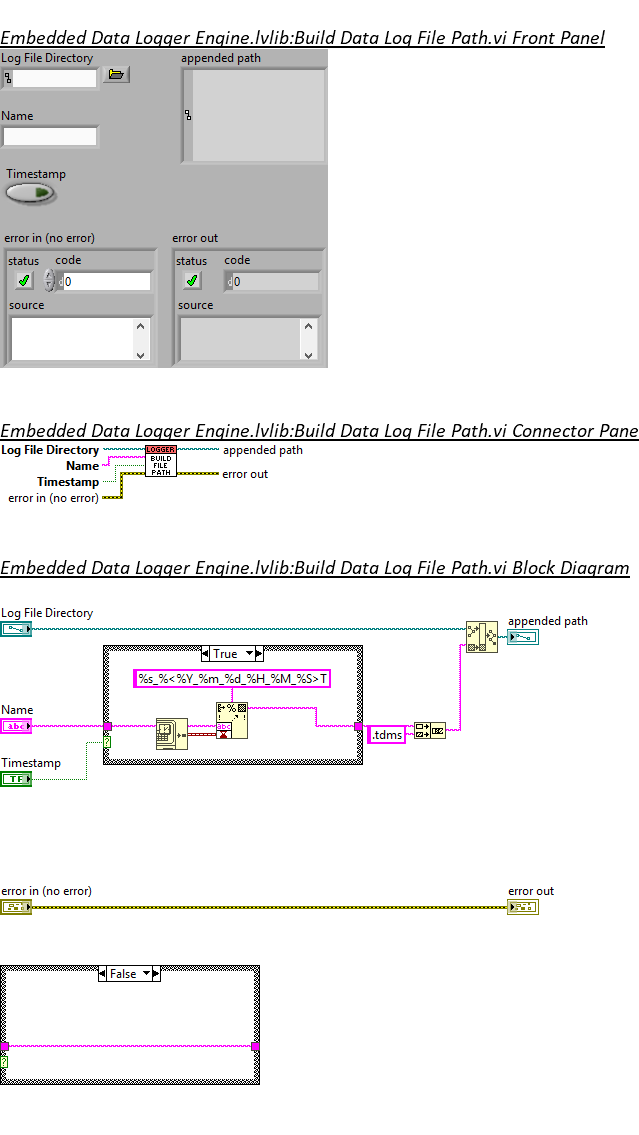 Embedded Data Logger Engine.lvlib:Build Data Log File Path.vi Front Panel
Log File Directory
appended path
Name
Timestamp
error in (no error)
error out
status code
status code
0
0
source
source
Embedded Data Logger Engine.lvlib:Build Data Log File Path.vi Connector Pane
Log File Directory
Name
Timestamp
error in (no error)
LOGGER
BUILD
FILE
PATH
appended path
error out
Embedded Data Logger Engine.lvlib:Build Data Log File Path.vi Block Diagram
Log File Directory
appended path
True
%s_%<%Y_%m_%d_%H_%M_%S>T
Name
abc
%
abc
.tdms
Timestamp
?
TF
error in (no error)
error out
False
?